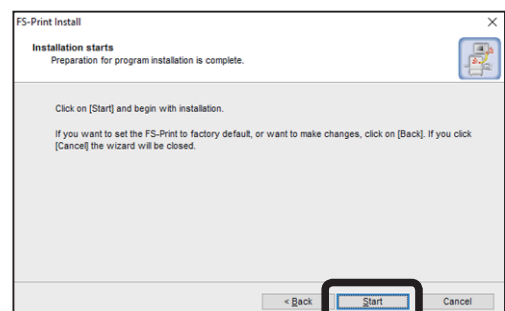 FS-Print Install
Installation starts
Preparation for program installation is complete.
Click on [Start] and begin with installation.
If you want to set the FS-Print to factory default, or want to make changes, click on [Back]. If you click
[Cancel] the wizard will be closed.
< Back
Start
Cancel